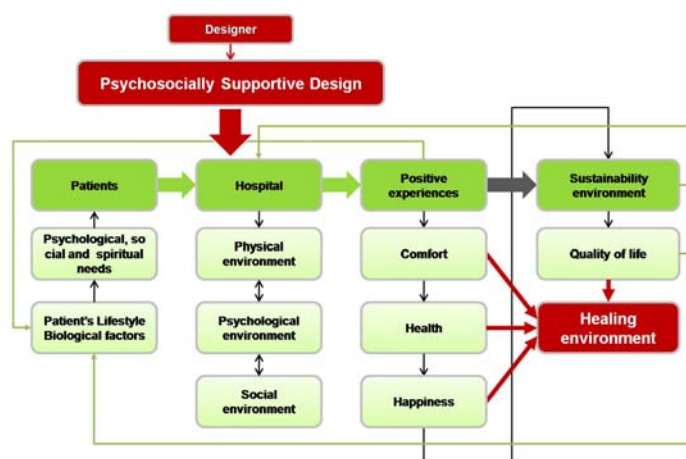 Designer
Psychosocially Supportive Design
Patients
Hospital
Positive
experiences
Sustainability
environment
Psychological, so
cial and spiritual
needs
Physical
environment
Comfort
Quality of life
Patient's Lifestyle
Biological factors
Psychological
environment
Health
Healing
environment
Social
environment
Happiness